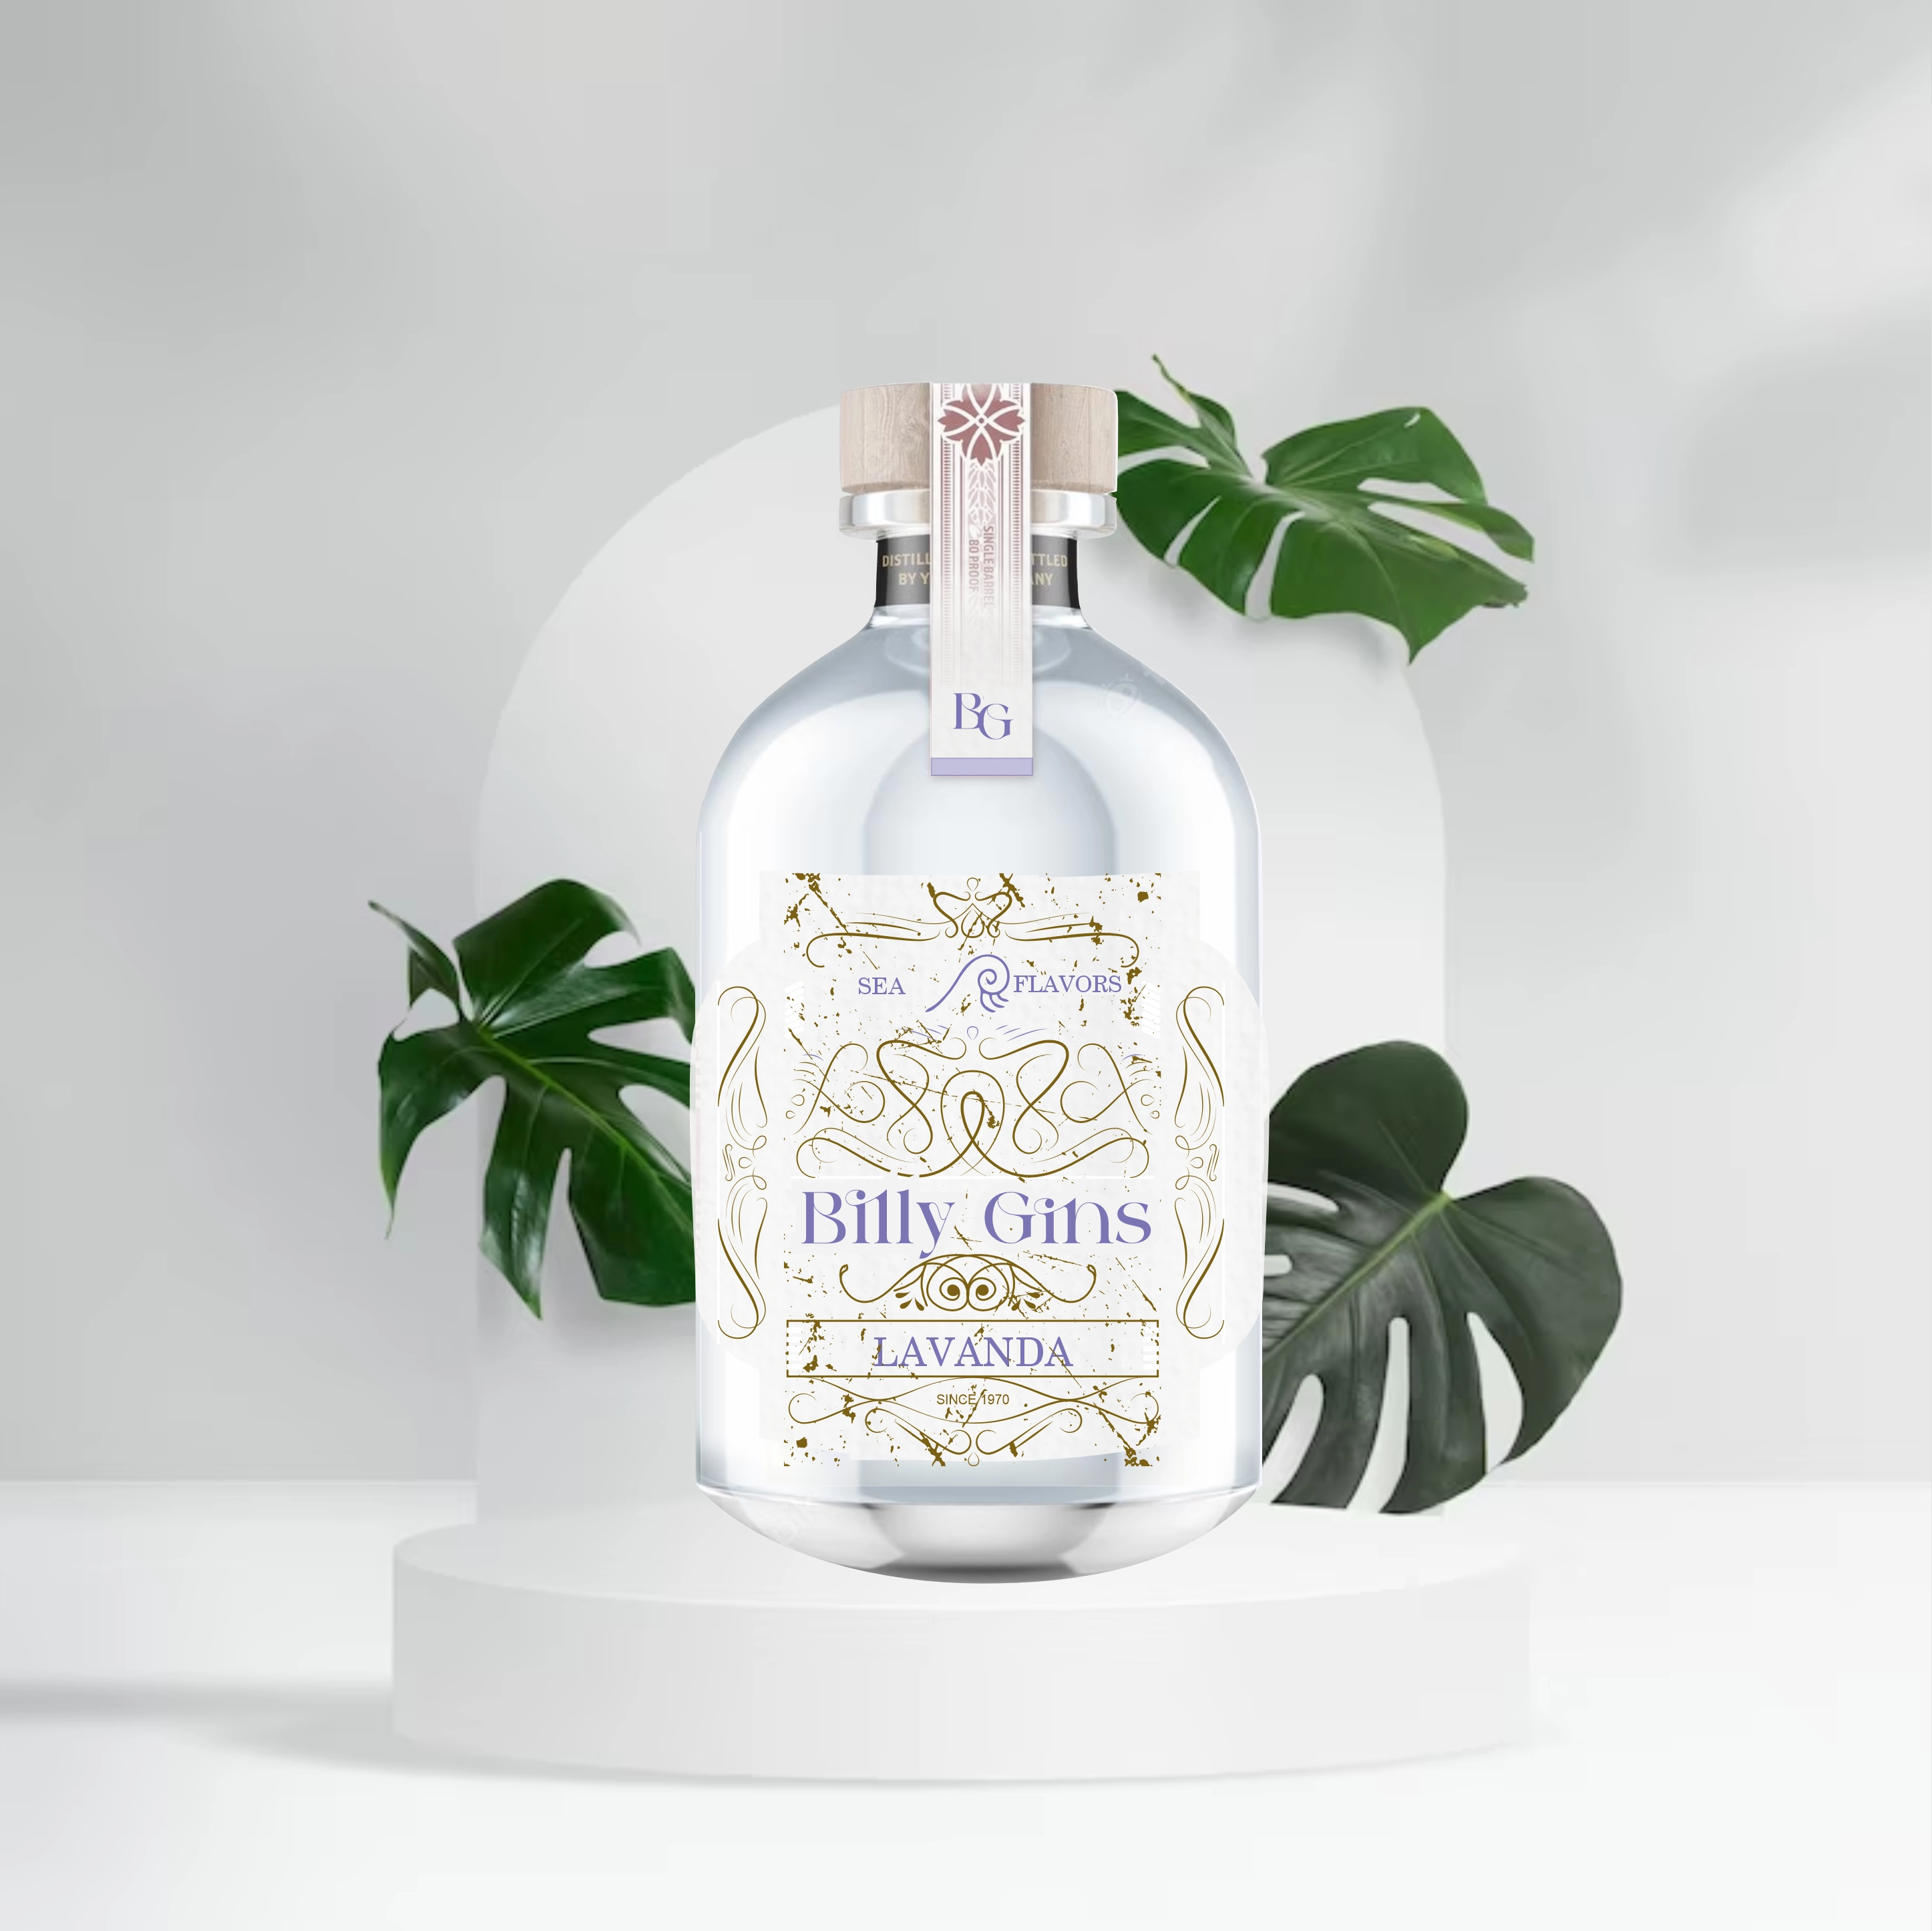 DISTILL TTLED
BY Y ANY
SINGLE BARREL
80 PROOF
BG
SEA FLAVORS
Billy Gins
LAVANDA
SINCE 1970